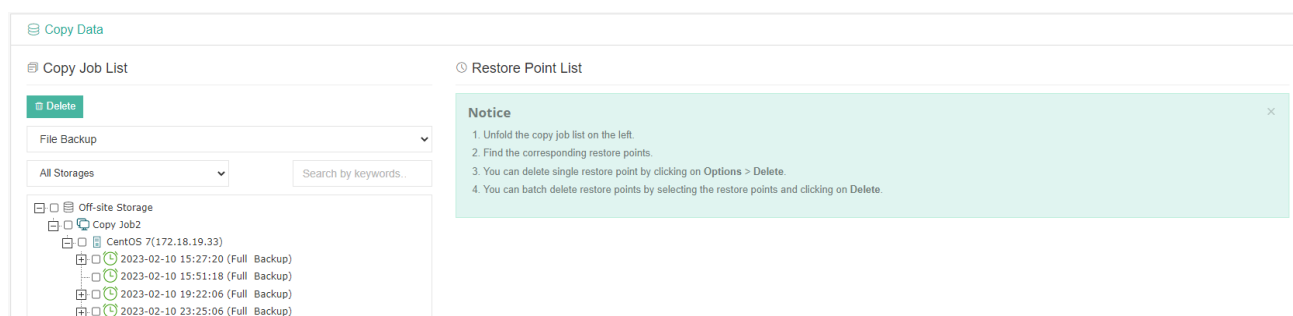 Copy Data
Copy Job List
Delete
File Backup
All Storages
Search by keywords..
Off-site Storage
Copy Job2
CentOS 7(172.18.19.33)
2023-02-10 15:27:20 (Full Backup)
2023-02-10 15:51:18 (Full Backup)
2023-02-10 19:22:06 (Full Backup)
2023-02-10 23:25:06 (Full Backup)
Restore Point List
Notice
1. Unfold the copy job list on the left.
2. Find the corresponding restore points.
3. You can delete single restore point by clicking on Options > Delete.
4. You can batch delete restore points by selecting the restore points and clicking on Delete.